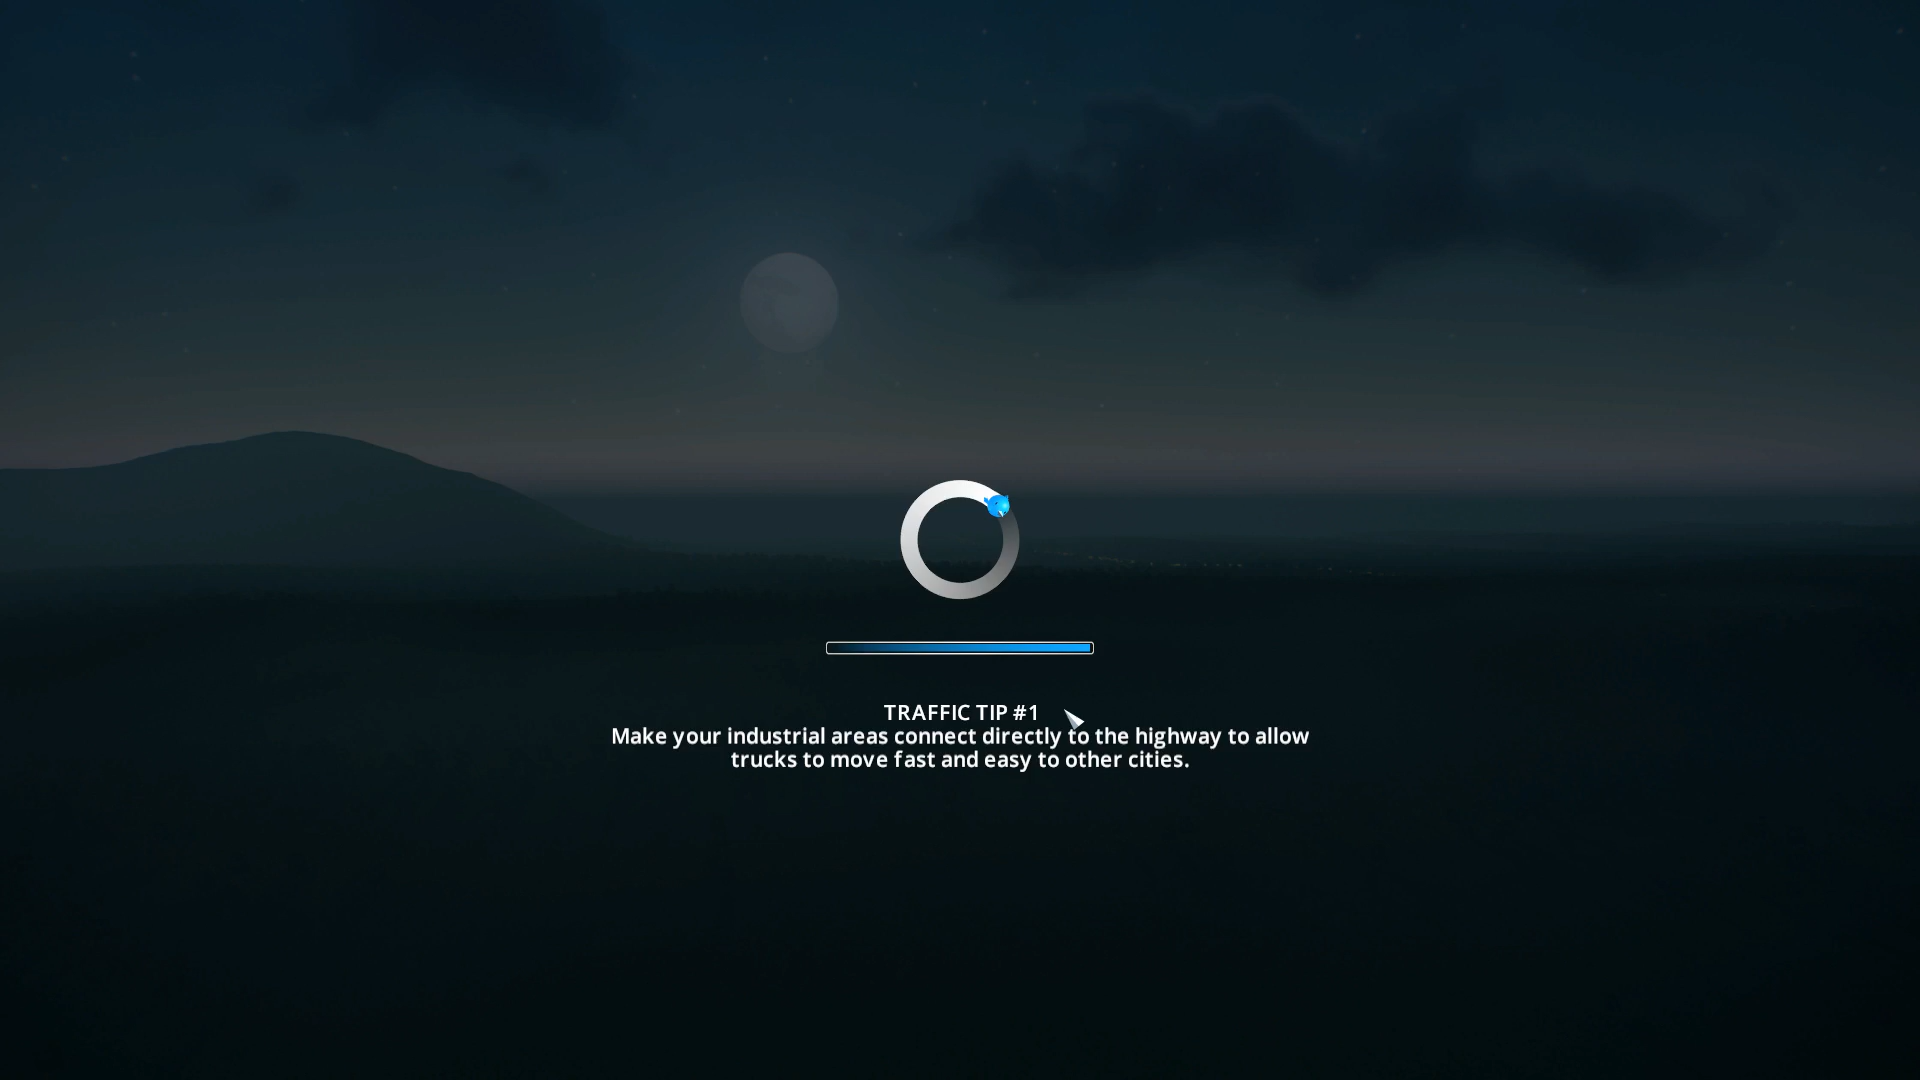 TRAFFIC TIP #1
Make your industrial areas connect directly to the highway to allow
trucks to move fast and easy to other cities.